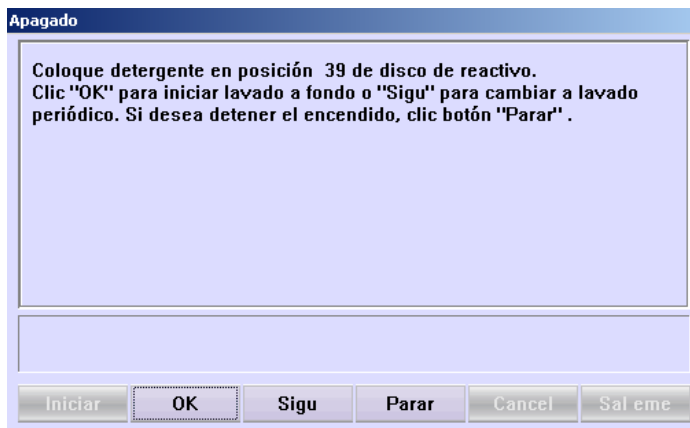 Apagado
Coloque detergente en posición 39 de disco de reactivo.
Clic "OK" para iniciar lavado a fondo o "Sigu" para cambiar a lavado
periódico. Si desea detener el encendido, clic botón "Parar" .
Iniciar OK Sigu Parar Cancel Sal eme